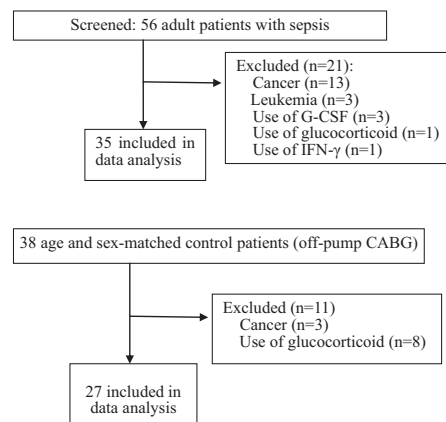 Screened: 56 adult patients with sepsis
Excluded (n=21):
Cancer (n=13)
Leukemia (n=3)
Use of G-CSF (n=3)
Use of glucocorticoid (n=1)
Use of IFN-γ (n=1)
35 included in
data analysis
38 age and sex-matched control patients (off-pump CABG)
Excluded (n=11)
Cancer (n=3)
Use of glucocorticoid (n=8)
27 included in
data analysis